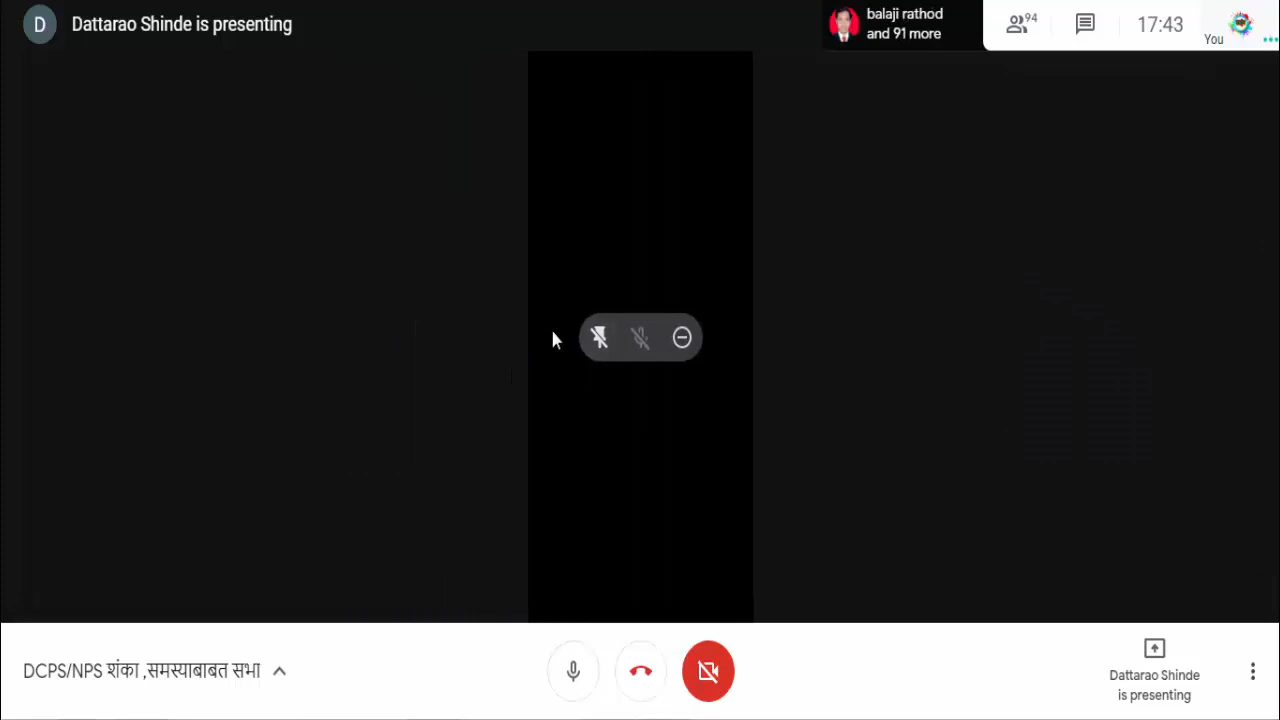 D Dattarao Shinde is presenting
balaji rathod
and 91 more
94
17:43
You
DCPS/NPS शंका ,समस्याबाबत सभा
Dattarao Shinde
is presenting